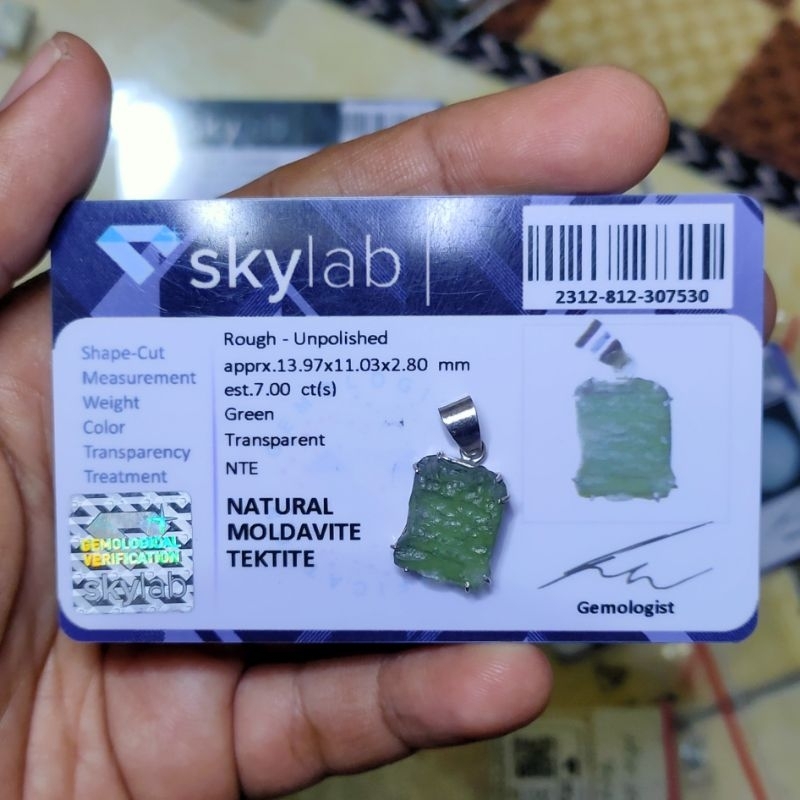 skylab
2312-812-307530
Shape-Cut Rough - Unpolished
Measurement apprx.13.97x11.03x2.80 mm
Weight est.7.00 ct(s)
Color Green
Transparency Transparent
Treatment NTE
NATURAL
MOLDAVITE
TEKTITE
GEMOLOGICAL
VERIFICATION
skylab
Gemologist